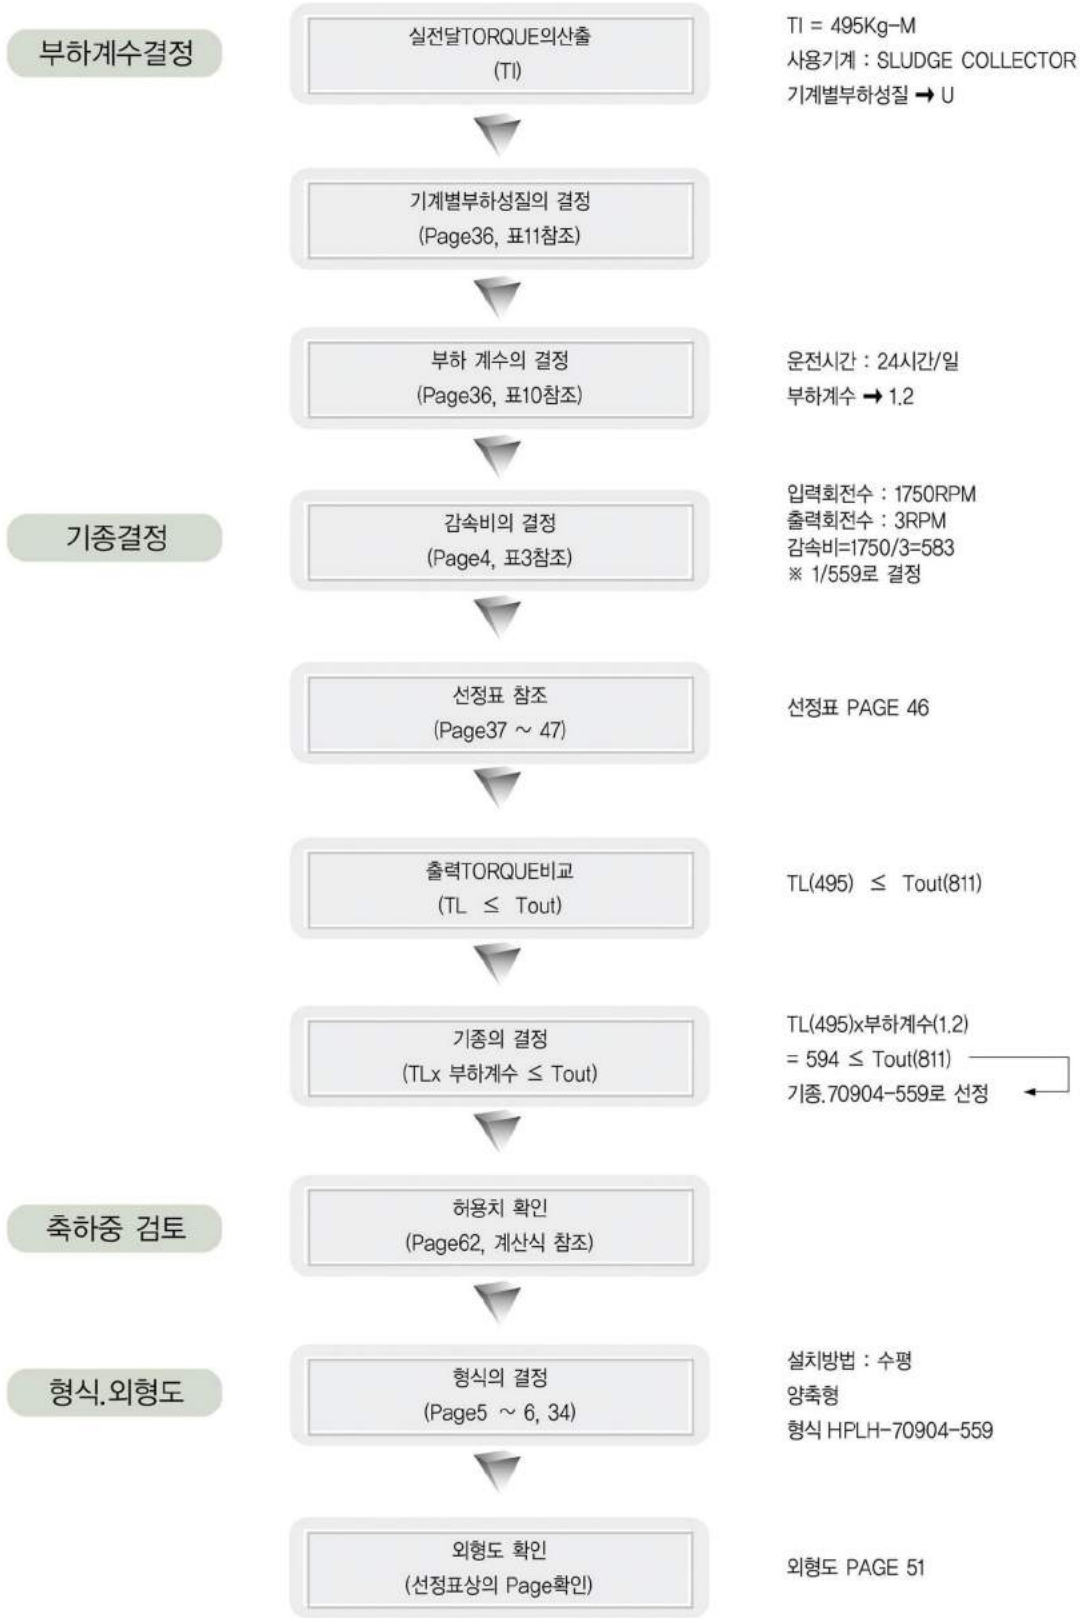 부하계수결정
실전달TORQUE의산출
(TI)
TI = 495Kg-M
사용기계 : SLUDGE COLLECTOR
기계별부하성질 ➞ U
기계별부하성질의 결정
(Page36, 표11참조)
부하 계수의 결정
(Page36, 표10참조)
운전시간 : 24시간/일
부하계수 ➞ 1.2
기종결정
감속비의 결정
(Page4, 표3참조)
입력회전수 : 1750RPM
출력회전수 : 3RPM
감속비=1750/3=583
※ 1/559로 결정
선정표 참조
(Page37 ~ 47)
선정표 PAGE 46
출력TORQUE비교
(TL ≤ Tout)
TL(495) ≤ Tout(811)
기종의 결정
(TLx 부하계수 ≤ Tout)
TL(495)x부하계수(1.2)
= 594 ≤ Tout(811)
기종.70904-559로 선정
축하중 검토
허용치 확인
(Page62, 계산식 참조)
형식.외형도
형식의 결정
(Page5 ~ 6, 34)
설치방법 : 수평
양축형
형식 HPLH-70904-559
외형도 확인
(선정표상의 Page확인)
외형도 PAGE 51